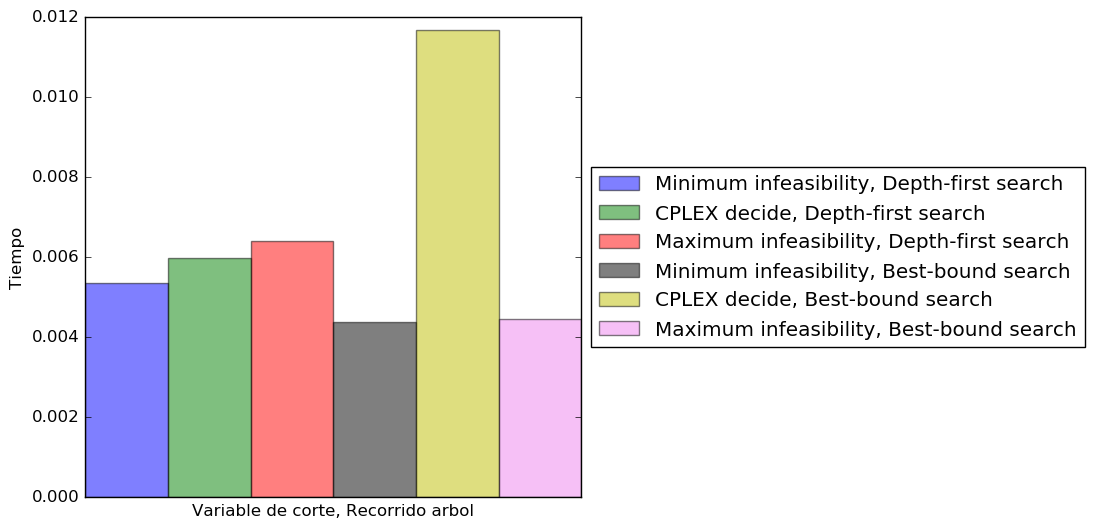 0.012
0.010
0.008
0.006
0.004
0.002
0.000
Tiempo
Variable de corte, Recorrido arbol
Minimum infeasibility, Depth-first search
CPLEX decide, Depth-first search
Maximum infeasibility, Depth-first search
Minimum infeasibility, Best-bound search
CPLEX decide, Best-bound search
Maximum infeasibility, Best-bound search